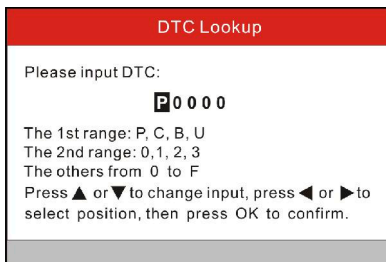 DTC Lookup
Please input DTC:
P0000
The 1st range: P, C, B, U
The 2nd range: 0,1, 2, 3
The others from 0 to F
Press ▲ or ▼ to change input, press ◀ or ▶ to
select position, then press OK to confirm.